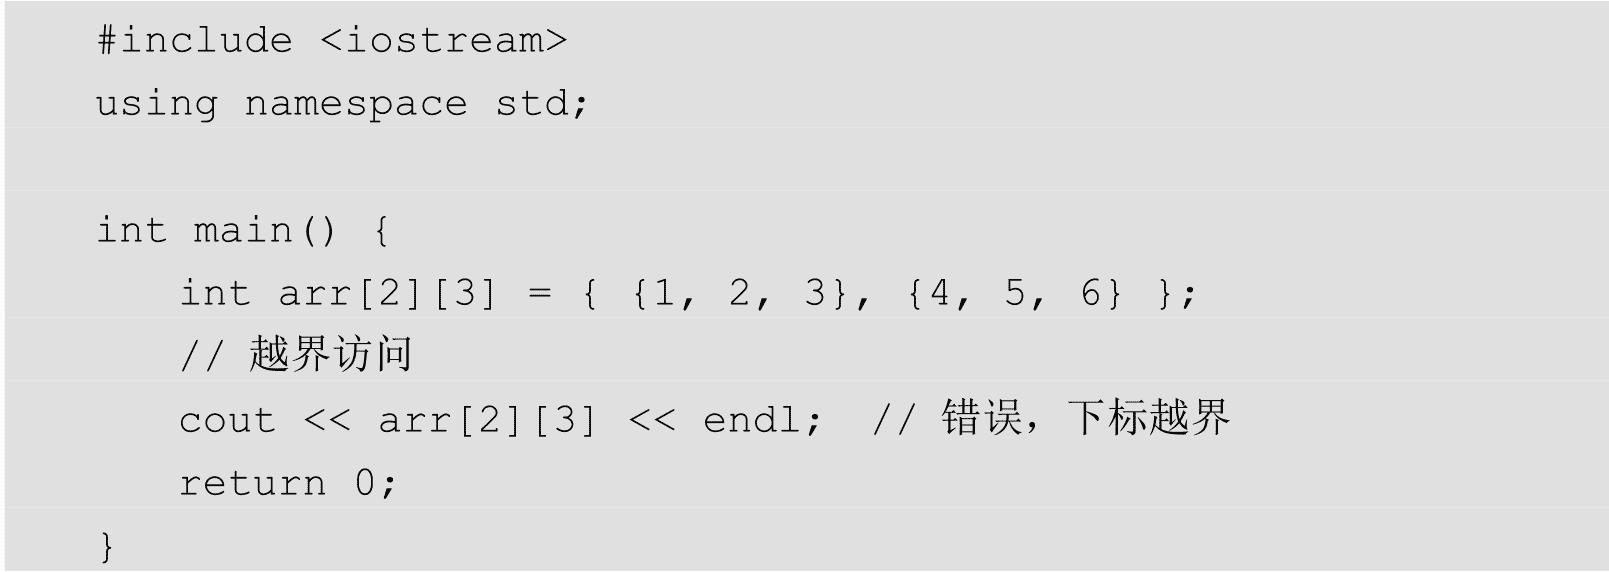 #include <iostream>
using namespace std;
int main() {
int arr[2][3] = { {1, 2, 3}, {4, 5, 6} };
// 越界访问
cout << arr[2][3] << endl;  // 错误，下标越界
return 0;
}